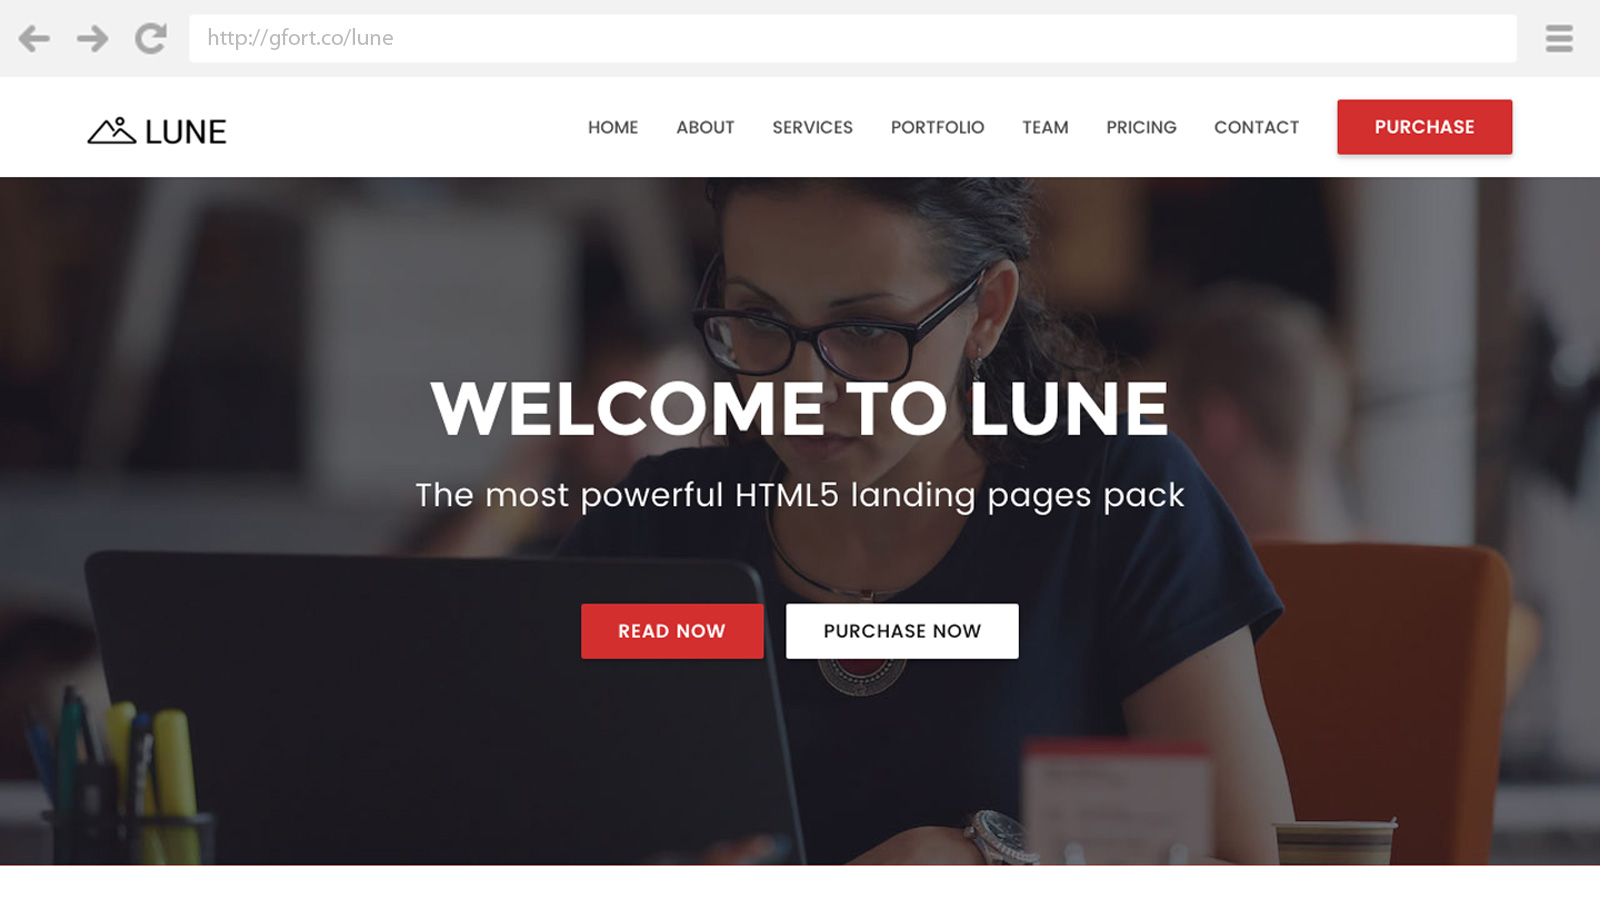 http://gfort.co/lune
LUNE
HOME ABOUT SERVICES PORTFOLIO TEAM PRICING CONTACT PURCHASE
WELCOME TO LUNE
The most powerful HTML5 landing pages pack
READ NOW PURCHASE NOW